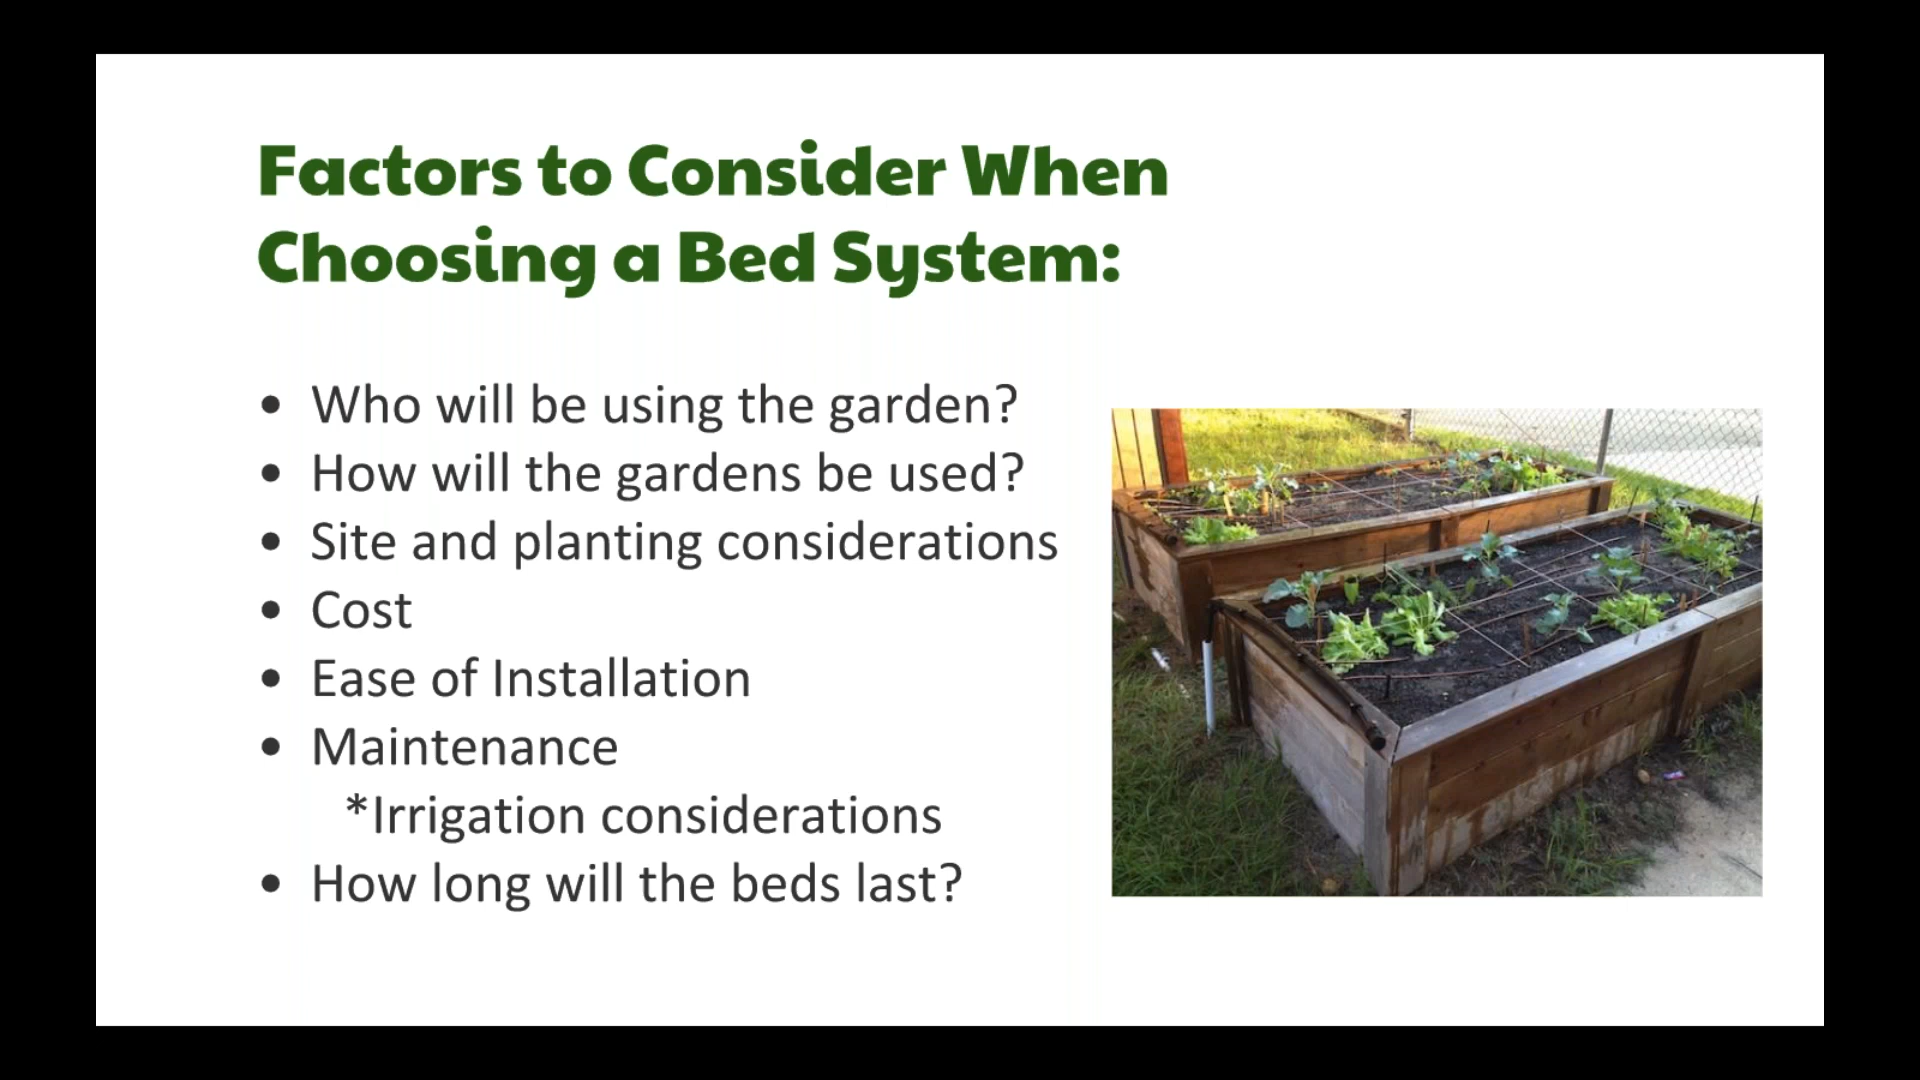 Factors to Consider When
Choosing a Bed System:
• Who will be using the garden?
• How will the gardens be used?
• Site and planting considerations
• Cost
• Ease of Installation
• Maintenance
*Irrigation considerations
• How long will the beds last?